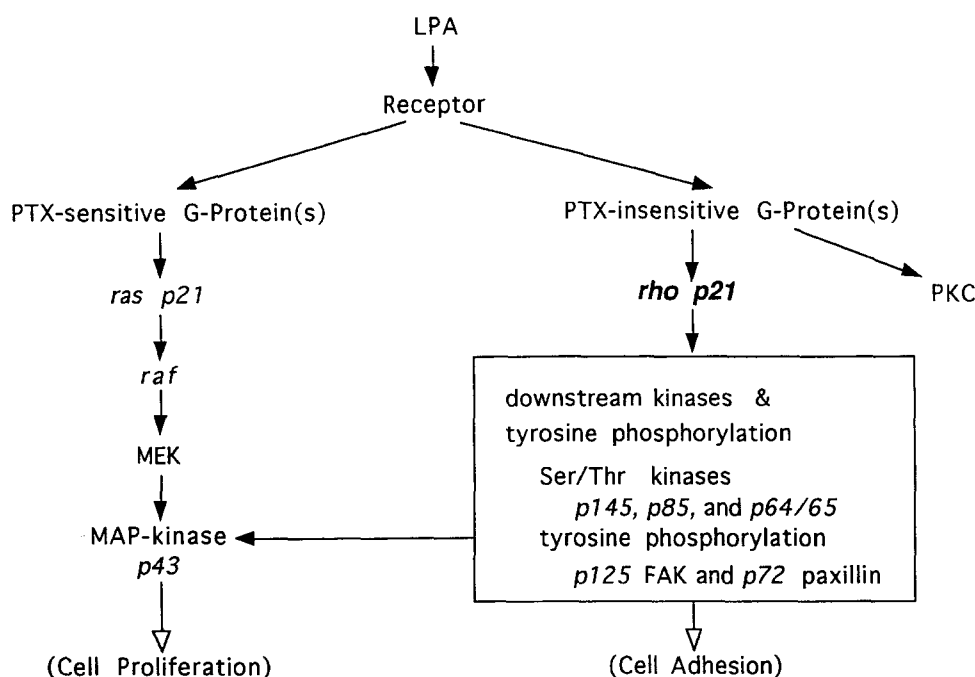 LPA
Receptor
PTX-sensitive G-Protein(s)
PTX-insensitive G-Protein(s)
ras p21
rho p21
PKC
raf
MEK
MAP-kinase
p43
downstream kinases &
tyrosine phosphorylation
Ser/Thr kinases
p145, p85, and p64/65
tyrosine phosphorylation
p125 FAK and p72 paxillin
(Cell Proliferation)
(Cell Adhesion)